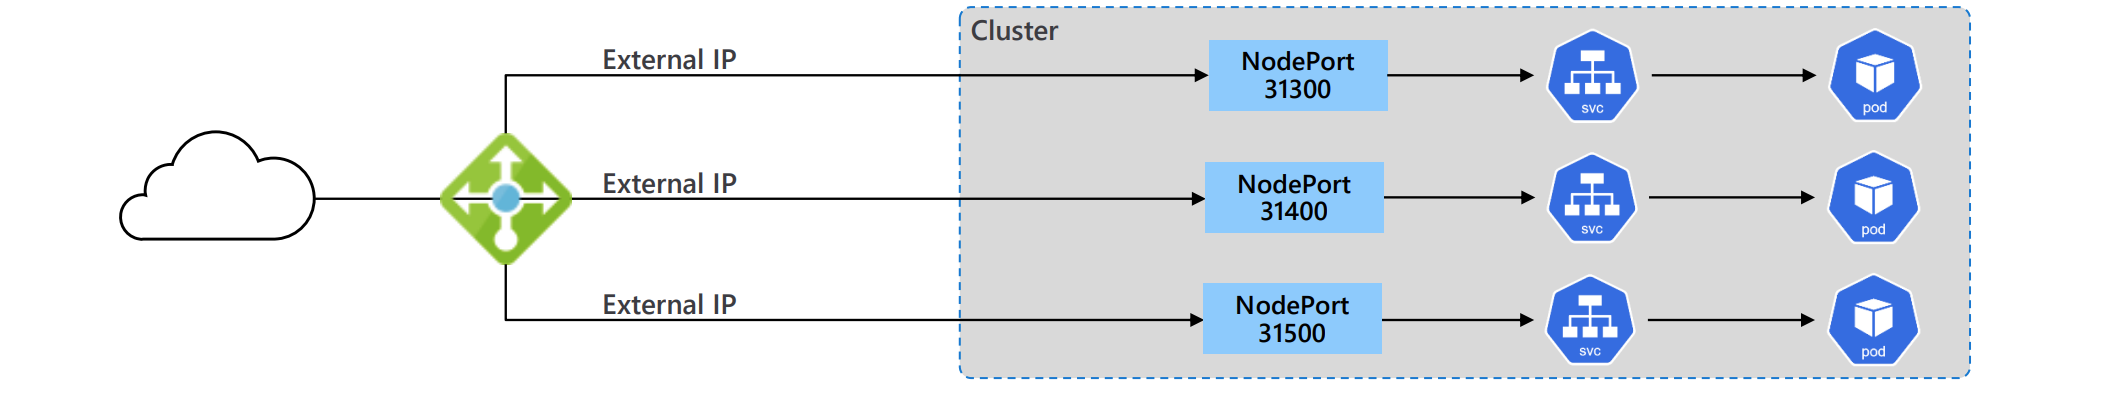 Cluster
External IP
NodePort
31300
svc
pod
External IP
NodePort
31400
svc
pod
External IP
NodePort
31500
svc
pod